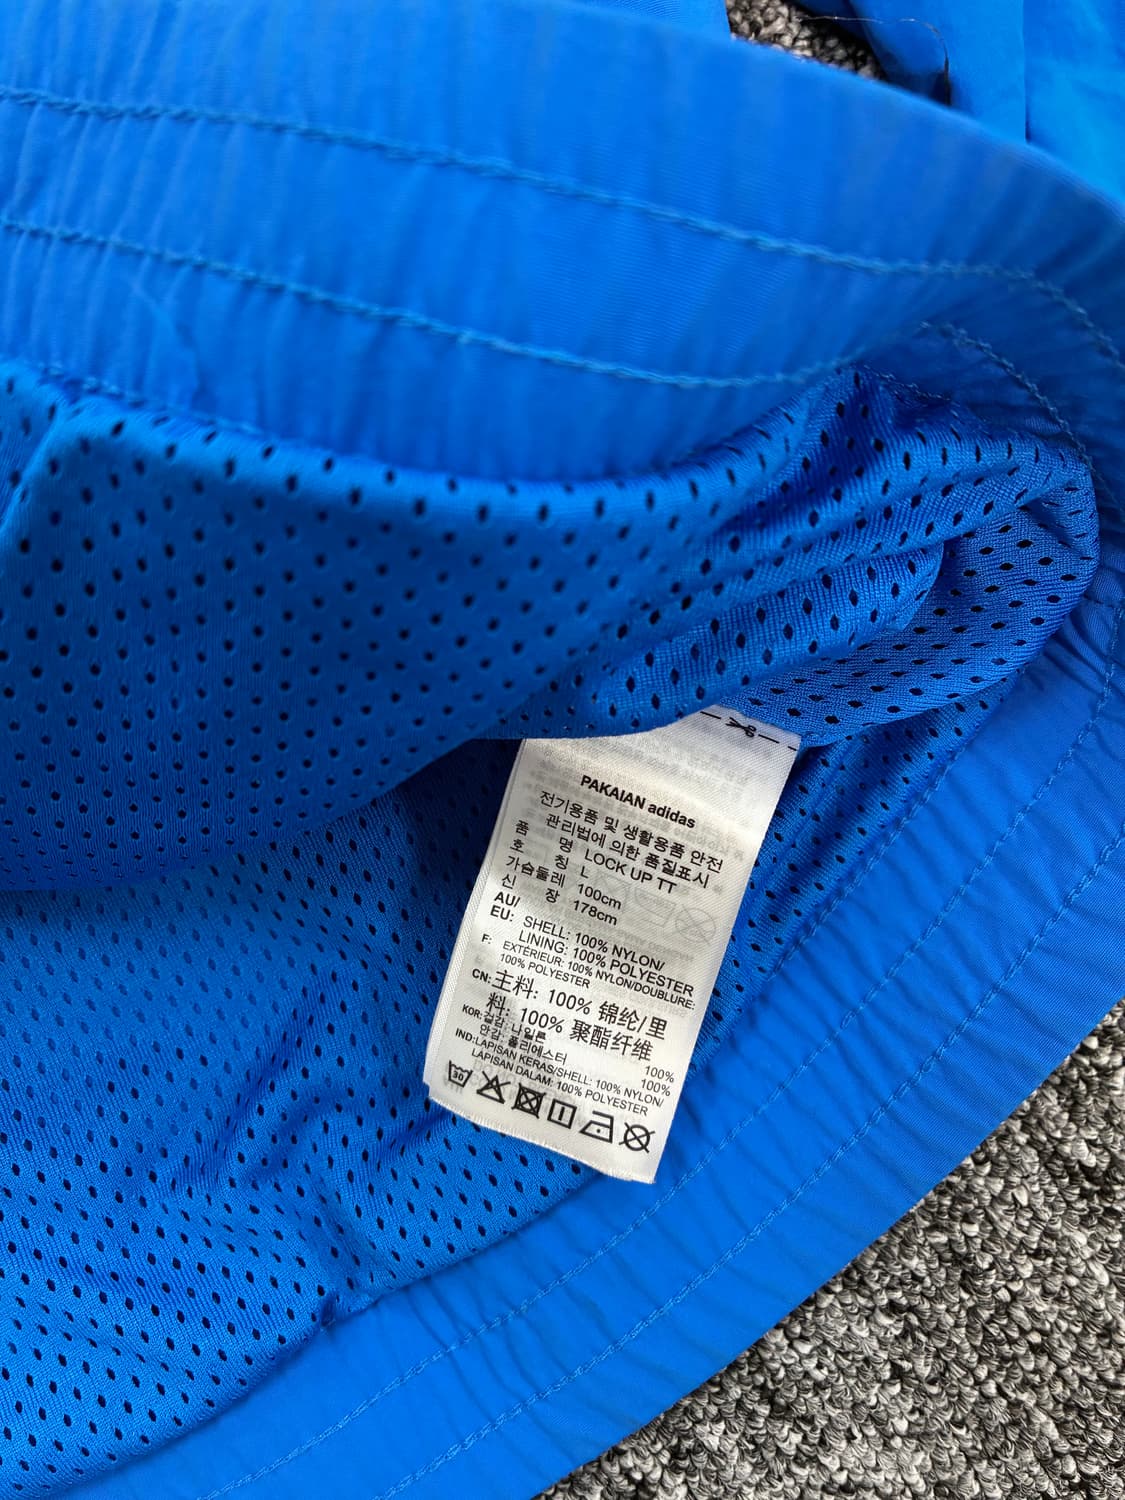 PAKAIAN adidas
전기용품 및 생활용품 안전
관리법에 의한 품질표시
품 명 LOCK UP TT
호 칭 L
가슴둘레 100cm
신 장 178cm
AU/
EU: SHELL: 100% NYLON/
LINING: 100% POLYESTER
F: EXTÉRIEUR: 100% NYLON/DOUBLURE:
100% POLYESTER
CN: 主料: 100% 锦纶/里
料: 100% 聚酯纤维
KOR: 겉감: 나일론 100%
안감: 폴리에스터 100%
IND:LAPISAN KERAS/SHELL: 100% NYLON/
LAPISAN DALAM: 100% POLYESTER
30